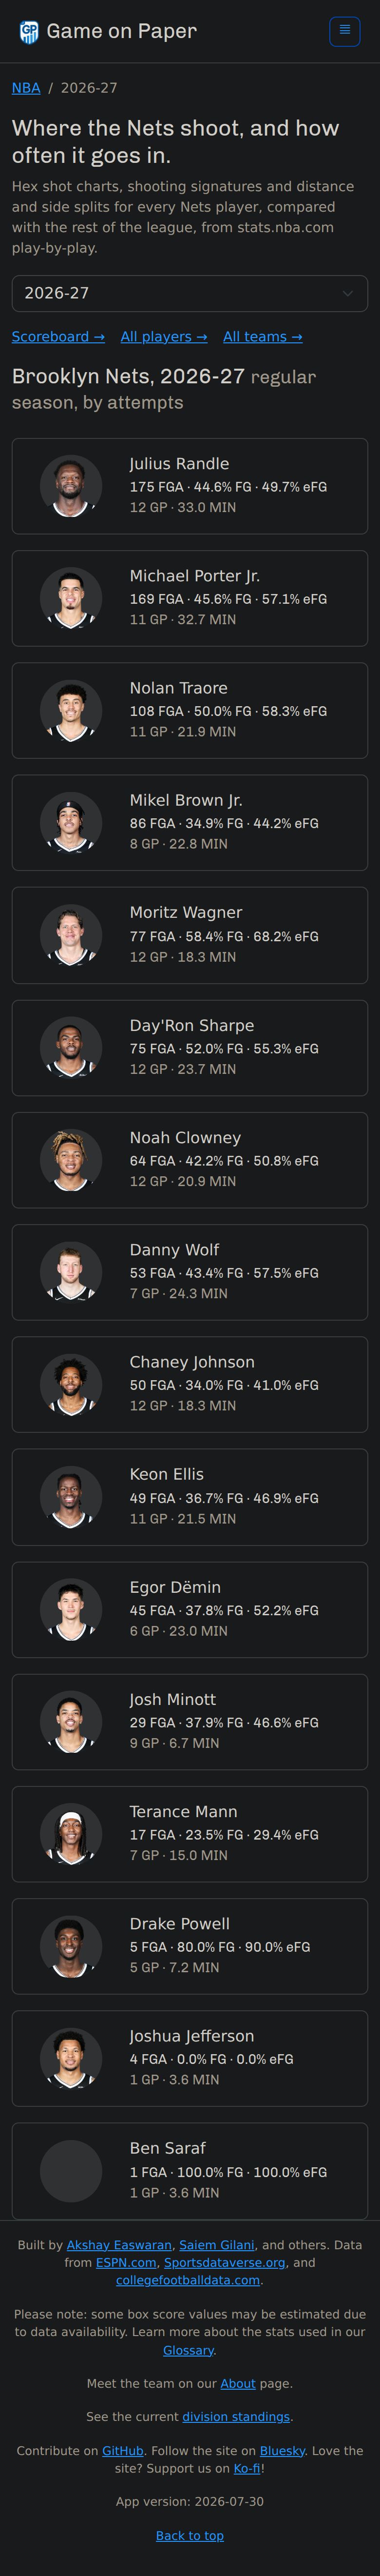 GP Game on Paper
NBA / 2026-27
Where the Nets shoot, and how
often it goes in.
Hex shot charts, shooting signatures and distance
and side splits for every Nets player, compared
with the rest of the league, from stats.nba.com
play-by-play.
2026-27
Scoreboard → All players → All teams →
Brooklyn Nets, 2026-27 regular
season, by attempts
Julius Randle
175 FGA · 44.6% FG · 49.7% eFG
12 GP · 33.0 MIN
Michael Porter Jr.
169 FGA · 45.6% FG · 57.1% eFG
11 GP · 32.7 MIN
Nolan Traore
108 FGA · 50.0% FG · 58.3% eFG
11 GP · 21.9 MIN
Mikel Brown Jr.
86 FGA · 34.9% FG · 44.2% eFG
8 GP · 22.8 MIN
Moritz Wagner
77 FGA · 58.4% FG · 68.2% eFG
12 GP · 18.3 MIN
Day'Ron Sharpe
75 FGA · 52.0% FG · 55.3% eFG
12 GP · 23.7 MIN
Noah Clowney
64 FGA · 42.2% FG · 50.8% eFG
12 GP · 20.9 MIN
Danny Wolf
53 FGA · 43.4% FG · 57.5% eFG
7 GP · 24.3 MIN
Chaney Johnson
50 FGA · 34.0% FG · 41.0% eFG
12 GP · 18.3 MIN
Keon Ellis
49 FGA · 36.7% FG · 46.9% eFG
11 GP · 21.5 MIN
Egor Dëmin
45 FGA · 37.8% FG · 52.2% eFG
6 GP · 23.0 MIN
Josh Minott
29 FGA · 37.9% FG · 46.6% eFG
9 GP · 6.7 MIN
Terance Mann
17 FGA · 23.5% FG · 29.4% eFG
7 GP · 15.0 MIN
Drake Powell
5 FGA · 80.0% FG · 90.0% eFG
5 GP · 7.2 MIN
Joshua Jefferson
4 FGA · 0.0% FG · 0.0% eFG
1 GP · 3.6 MIN
Ben Saraf
1 FGA · 100.0% FG · 100.0% eFG
1 GP · 3.6 MIN
Built by Akshay Easwaran, Saiem Gilani, and others. Data
from ESPN.com, Sportsdataverse.org, and
collegefootballdata.com.
Please note: some box score values may be estimated due
to data availability. Learn more about the stats used in our
Glossary.
Meet the team on our About page.
See the current division standings.
Contribute on GitHub. Follow the site on Bluesky. Love the
site? Support us on Ko-fi!
App version: 2026-07-30
Back to top